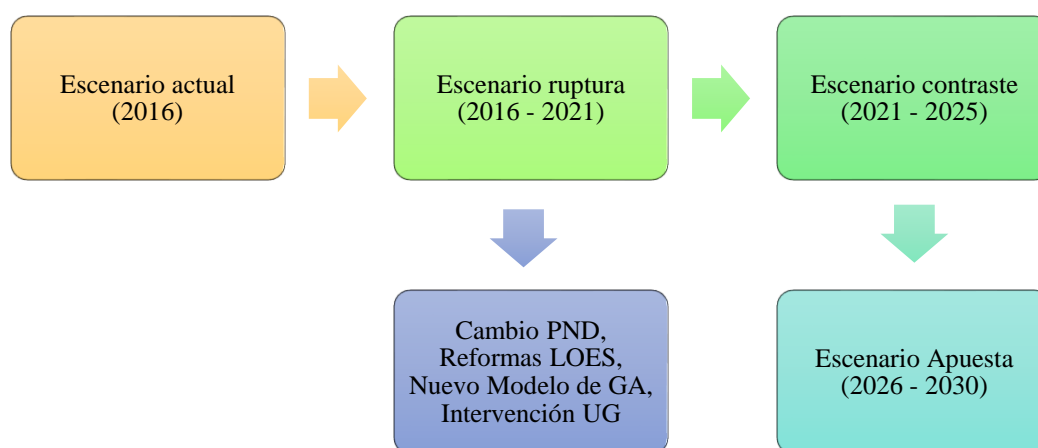 Escenario actual
(2016)
Escenario ruptura
(2016 - 2021)
Escenario contraste
(2021 - 2025)
Cambio PND,
Reformas LOES,
Nuevo Modelo de GA,
Intervención UG
Escenario Apuesta
(2026 - 2030)